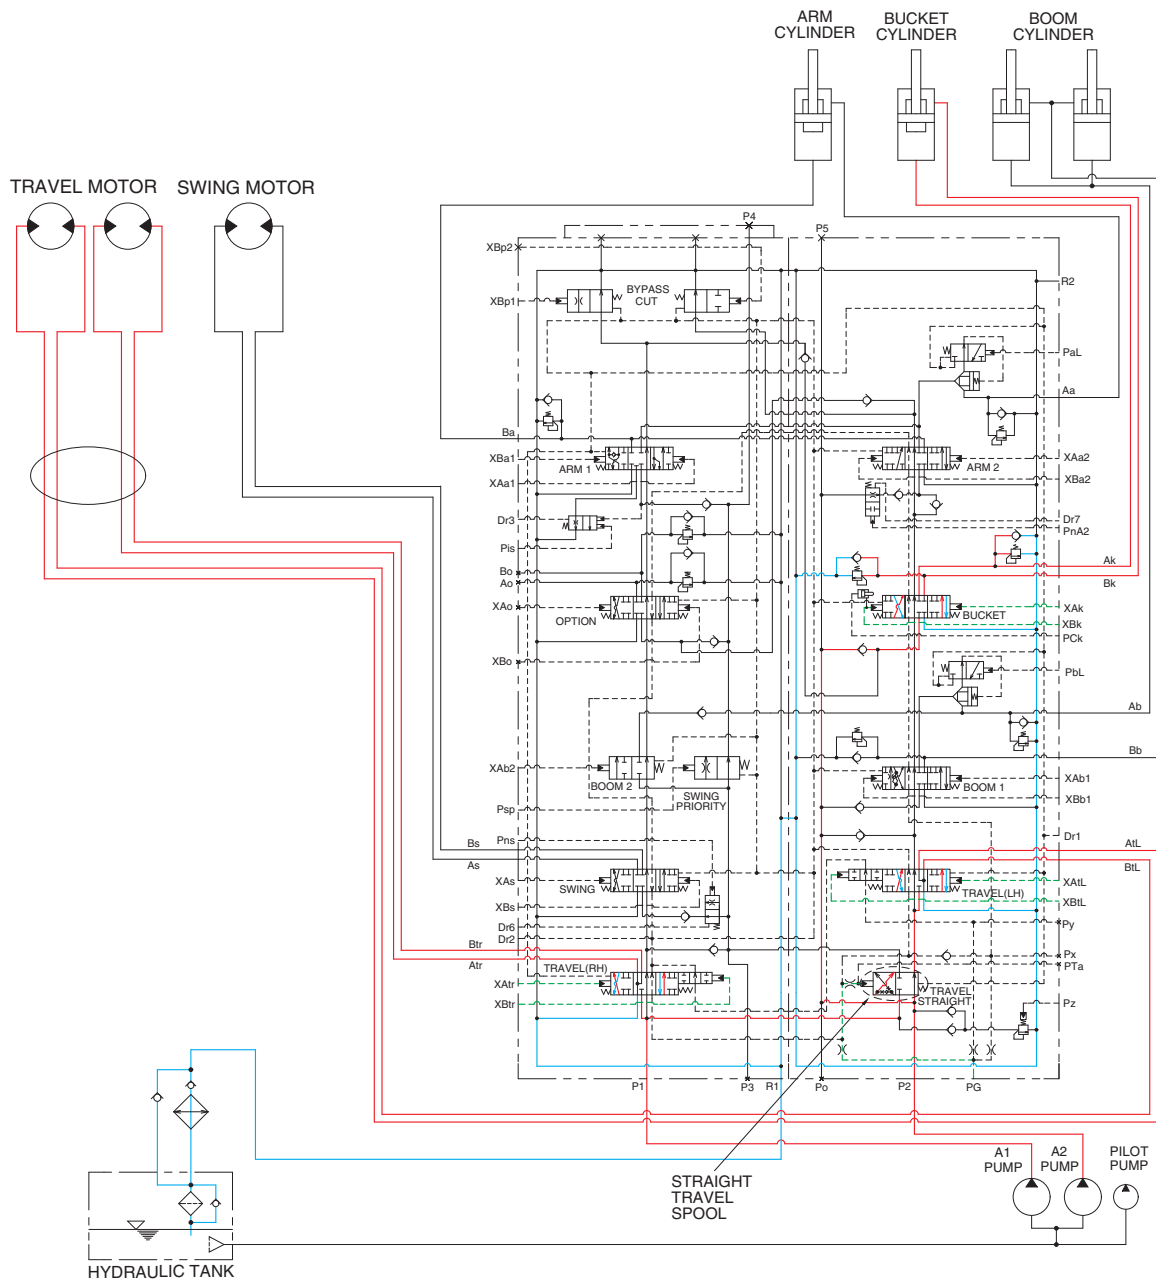 ARM
CYLINDER
BUCKET
CYLINDER
BOOM
CYLINDER
TRAVEL MOTOR
SWING MOTOR
P4
P5
XBp2
R2
XBp1
BYPASS
CUT
PaL
Aa
Ba
XBa1
ARM 1
XAa1
XAa2
ARM 2
XBa2
Dr3
Dr7
PnA2
Pis
Ak
Bo
Ao
Bk
XAo
OPTION
XAk
BUCKET
XBk
PCk
XBo
PbL
Ab
Bb
XAb2
BOOM 2
SWING
PRIORITY
XAb1
BOOM 1
XBb1
Psp
Pns
Dr1
Bs
AtL
As
BtL
XAs
SWING
XAtL
TRAVEL(LH)
XBs
XBtL
Dr6
Dr2
Py
Btr
Px
Atr
TRAVEL(RH)
PTa
XAtr
TRAVEL
STRAIGHT
XBtr
Pz
P1
P3
R1
Po
P2
PG
A1
PUMP
A2
PUMP
PILOT
PUMP
STRAIGHT
TRAVEL
SPOOL
HYDRAULIC TANK